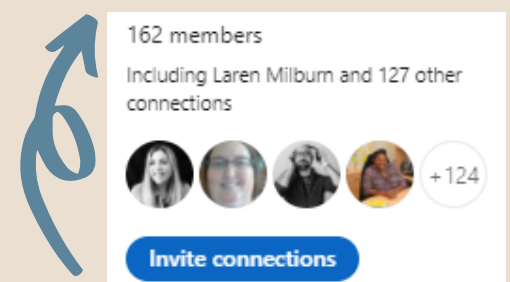 162 members
Including Laren Milburn and 127 other
connections
+124
Invite connections